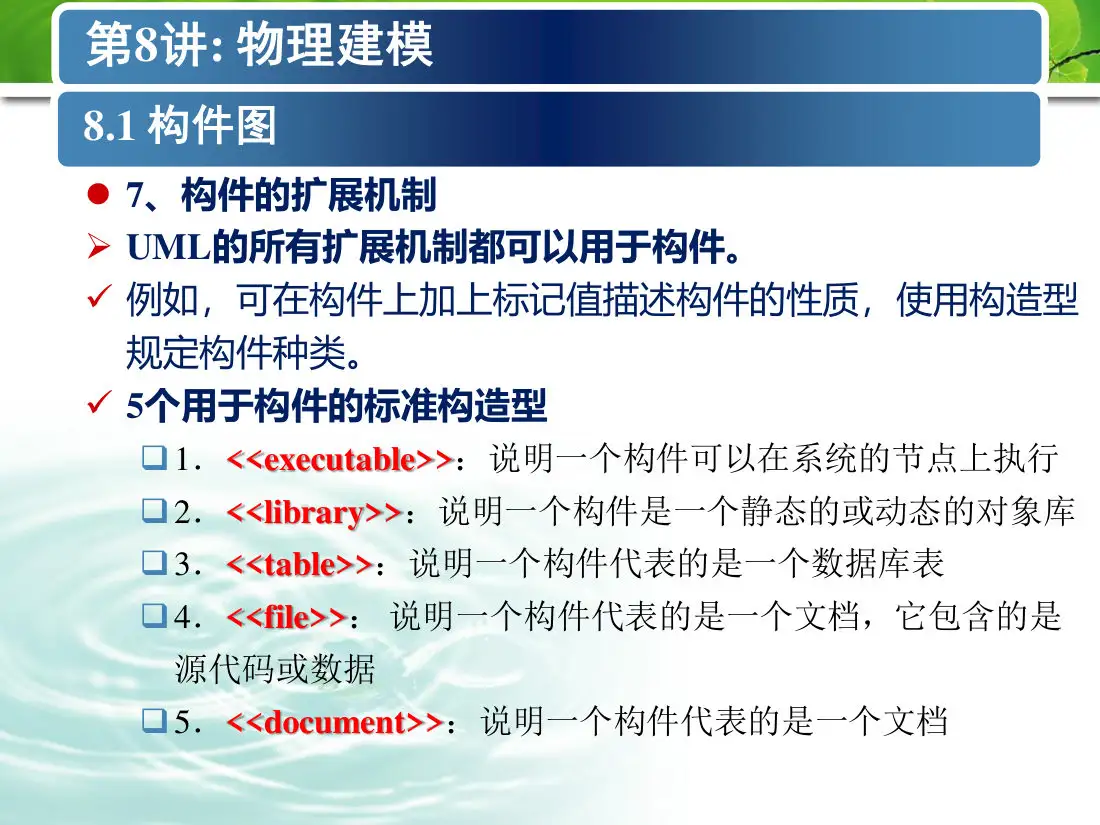 第8讲: 物理建模
8.1 构件图
7、构件的扩展机制
UML的所有扩展机制都可以用于构件。
例如，可在构件上加上标记值描述构件的性质，使用构造型
规定构件种类。
5个用于构件的标准构造型
1．<<executable>>：说明一个构件可以在系统的节点上执行
2．<<library>>：说明一个构件是一个静态的或动态的对象库
3．<<table>>：说明一个构件代表的是一个数据库表
4．<<file>>： 说明一个构件代表的是一个文档，它包含的是
源代码或数据
5．<<document>>：说明一个构件代表的是一个文档